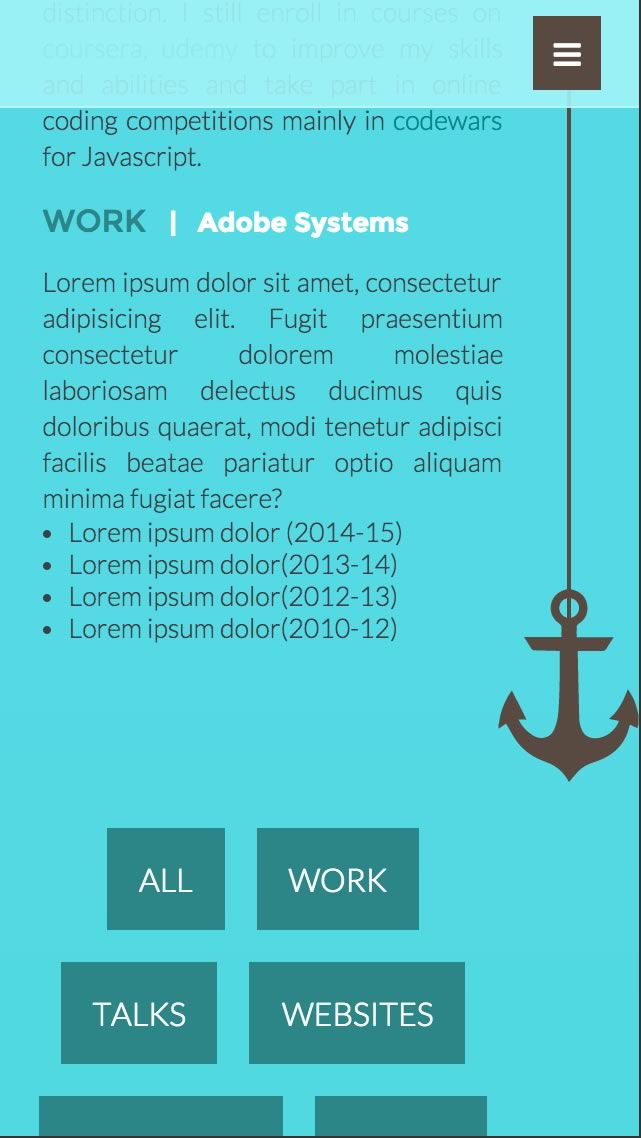 distinction. I still enroll in courses on
coursera, udemy to improve my skills
and abilities and take part in online
coding competitions mainly in codewars
for Javascript.
WORK | Adobe Systems
Lorem ipsum dolor sit amet, consectetur
adipisicing elit. Fugit praesentium
consectetur dolorem molestiae
laboriosam delectus ducimus quis
doloribus quaerat, modi tenetur adipisci
facilis beatae pariatur optio aliquam
minima fugiat facere?
• Lorem ipsum dolor (2014-15)
• Lorem ipsum dolor(2013-14)
• Lorem ipsum dolor(2012-13)
• Lorem ipsum dolor(2010-12)
ALL WORK
TALKS WEBSITES